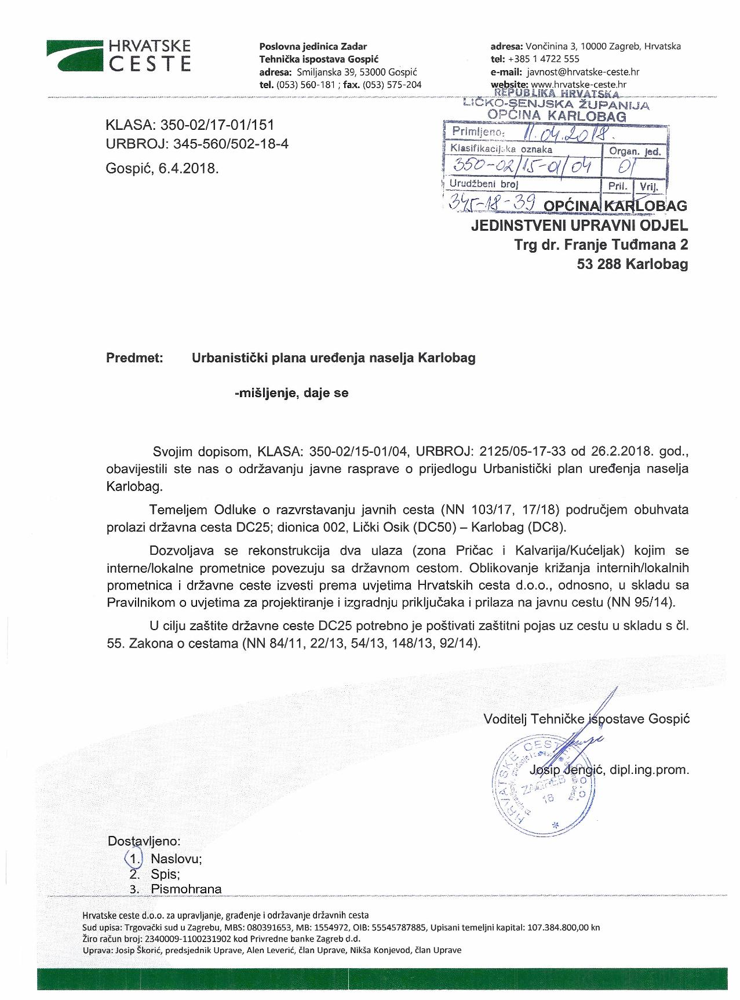 HRVATSKE
CESTE
Poslovna jedinica Zadar
Tehnička ispostava Gospić
adresa: Smiljanska 39, 53000 Gospić
tel. (053) 560-181 ; fax. (053) 575-204
adresa: Vončinina 3, 10000 Zagreb, Hrvatska
tel: +385 1 4722 555
e-mail: javnost@hrvatske-ceste.hr
website: www.hrvatske-ceste.hr
REPUBLIKA HRVATSKA
LIČKO-SENJSKA ŽUPANIJA
OPĆINA KARLOBAG
Primljeno: 11.04.2018.
Klasifikacijska oznaka Organ. jed.
350-02/15-01/04 01
Urudžbeni broj Pril. Vrij.
345-18-39
KLASA: 350-02/17-01/151
URBROJ: 345-560/502-18-4
Gospić, 6.4.2018.
OPĆINA KARLOBAG
JEDINSTVENI UPRAVNI ODJEL
Trg dr. Franje Tuđmana 2
53 288 Karlobag
Predmet: Urbanistički plana uređenja naselja Karlobag
-mišljenje, daje se
Svojim dopisom, KLASA: 350-02/15-01/04, URBROJ: 2125/05-17-33 od 26.2.2018. god.,
obavijestili ste nas o održavanju javne rasprave o prijedlogu Urbanistički plan uređenja naselja
Karlobag.
Temeljem Odluke o razvrstavanju javnih cesta (NN 103/17, 17/18) područjem obuhvata
prolazi državna cesta DC25; dionica 002, Lički Osik (DC50) – Karlobag (DC8).
Dozvoljava se rekonstrukcija dva ulaza (zona Pričac i Kalvarija/Kućeljak) kojim se
interne/lokalne prometnice povezuju sa državnom cestom. Oblikovanje križanja internih/lokalnih
prometnica i državne ceste izvesti prema uvjetima Hrvatskih cesta d.o.o., odnosno, u skladu sa
Pravilnikom o uvjetima za projektiranje i izgradnju priključaka i prilaza na javnu cestu (NN 95/14).
U cilju zaštite državne ceste DC25 potrebno je poštivati zaštitni pojas uz cestu u skladu s čl.
55. Zakona o cestama (NN 84/11, 22/13, 54/13, 148/13, 92/14).
Voditelj Tehničke ispostave Gospić
Josip Jengić, dipl.ing.prom.
HRVATSKE CESTE d.o.o.
ZAGREB
18
Dostavljeno:
1. Naslovu;
2. Spis;
3. Pismohrana
Hrvatske ceste d.o.o. za upravljanje, građenje i održavanje državnih cesta
Sud upisa: Trgovački sud u Zagrebu, MBS: 080391653, MB: 1554972, OIB: 55545787885, Upisani temeljni kapital: 107.384.800,00 kn
Žiro račun broj: 2340009-1100231902 kod Privredne banke Zagreb d.d.
Uprava: Josip Škorić, predsjednik Uprave, Alen Leverić, član Uprave, Nikša Konjevod, član Uprave